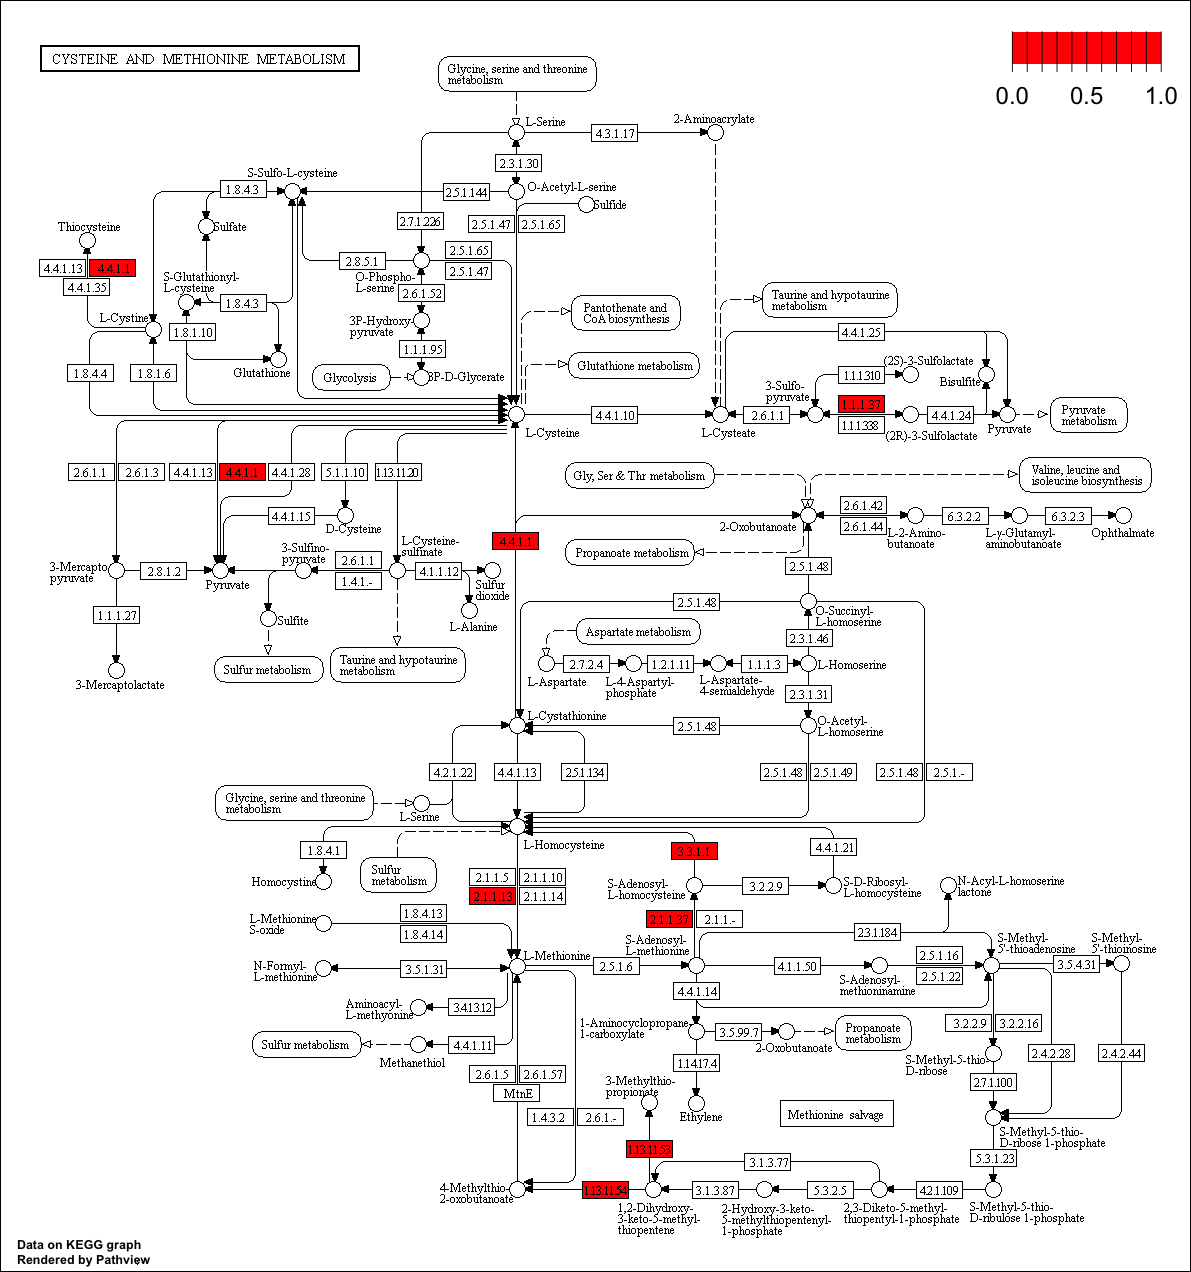 CYSTEINE AND METHIONINE METABOLISM
0.0 0.5 1.0
Glycine, serine and threonine
metabolism
L-Serine
4.3.1.17
2-Aminoacrylate
2.3.1.30
S-Sulfo-L-cysteine
1.8.4.3
2.5.1.144
O-Acetyl-L-serine
Sulfide
Thiocysteine
Sulfate
2.7.1.226
2.5.1.47
2.5.1.65
4.4.1.13
4.4.1.1
4.4.1.35
S-Glutathionyl-
L-cysteine
2.8.5.1
2.5.1.65
2.5.1.47
O-Phospho-
L-serine
2.6.1.52
1.8.4.3
L-Cystine
1.8.1.10
3P-Hydroxy-
pyruvate
Pantothenate and
CoA biosynthesis
Taurine and hypotaurine
metabolism
4.4.1.25
1.1.1.95
1.8.4.4
1.8.1.6
Glutathione
Glycolysis
3P-D-Glycerate
Glutathione metabolism
(2S)-3-Sulfolactate
1.1.1.310
Bisulfite
3-Sulfo-
pyruvate
1.1.1.37
L-Cysteine
4.4.1.10
L-Cysteate
2.6.1.1
1.1.1.338
4.4.1.24
(2R)-3-Sulfolactate
Pyruvate
Pyruvate
metabolism
2.6.1.1
2.6.1.3
4.4.1.13
4.4.1.1
4.4.1.28
5.1.1.10
1.13.11.20
Gly, Ser & Thr metabolism
Valine, leucine and
isoleucine biosynthesis
4.4.1.15
D-Cysteine
2-Oxobutanoate
2.6.1.42
2.6.1.44
L-2-Amino-
butanoate
6.3.2.2
L-γ-Glutamyl-
aminobutanoate
6.3.2.3
Ophthalmate
4.4.1.1
Propanoate metabolism
3-Mercapto
pyruvate
2.8.1.2
Pyruvate
3-Sulfino-
pyruvate
2.6.1.1
1.4.1.-
L-Cysteine-
sulfinate
4.1.1.12
Sulfur
dioxide
2.5.1.48
1.1.1.27
Sulfite
L-Alanine
2.5.1.48
O-Succinyl-
L-homoserine
Aspartate metabolism
2.3.1.46
3-Mercaptolactate
Sulfur metabolism
Taurine and hypotaurine
metabolism
L-Aspartate
2.7.2.4
L-4-Aspartyl-
phosphate
1.2.1.11
L-Aspartate-
4-semialdehyde
1.1.1.3
L-Homoserine
2.3.1.31
L-Cystathionine
2.5.1.48
O-Acetyl-
L-homoserine
4.2.1.22
4.4.1.13
2.5.1.134
2.5.1.48
2.5.1.49
2.5.1.48
2.5.1.-
Glycine, serine and threonine
metabolism
L-Serine
L-Homocysteine
1.8.4.1
Sulfur
metabolism
3.3.1.1
4.4.1.21
Homocystine
2.1.1.5
2.1.1.10
2.1.1.13
2.1.1.14
S-Adenosyl-
L-homocysteine
3.2.2.9
S-D-Ribosyl-
L-homocysteine
N-Acyl-L-homoserine
lactone
L-Methionine
S-oxide
1.8.4.13
1.8.4.14
2.1.1.37
2.1.1.-
2.3.1.184
L-Methionine
2.5.1.6
S-Adenosyl-
L-methionine
4.1.1.50
S-Adenosyl-
methioninamine
2.5.1.16
2.5.1.22
S-Methyl-
5'-thioadenosine
3.5.4.31
S-Methyl-
5'-thioinosine
N-Formyl-
L-methionine
3.5.1.31
Aminoacyl-
L-methyonine
3.4.13.12
4.4.1.14
Sulfur metabolism
Methanethiol
4.4.1.11
1-Aminocyclopropane
1-carboxylate
3.5.99.7
2-Oxobutanoate
Propanoate
metabolism
3.2.2.9
3.2.2.16
2.6.1.5
2.6.1.57
MtnE
1.14.17.4
S-Methyl-5-thio-
D-ribose
2.4.2.28
2.4.2.44
2.7.1.100
1.4.3.2
2.6.1.-
3-Methylthio-
propionate
Ethylene
Methionine salvage
S-Methyl-5-thio-
D-ribose 1-phosphate
1.13.11.53
3.1.3.77
5.3.1.23
4-Methylthio-
2-oxobutanoate
1.13.11.54
1,2-Dihydroxy-
3-keto-5-methyl-
thiopentene
3.1.3.87
2-Hydroxy-3-keto-
5-methylthiopentenyl-
1-phosphate
5.3.2.5
2,3-Diketo-5-methyl-
thiopentyl-1-phosphate
4.2.1.109
S-Methyl-5-thio-
D-ribulose 1-phosphate
Data on KEGG graph
Rendered by Pathview